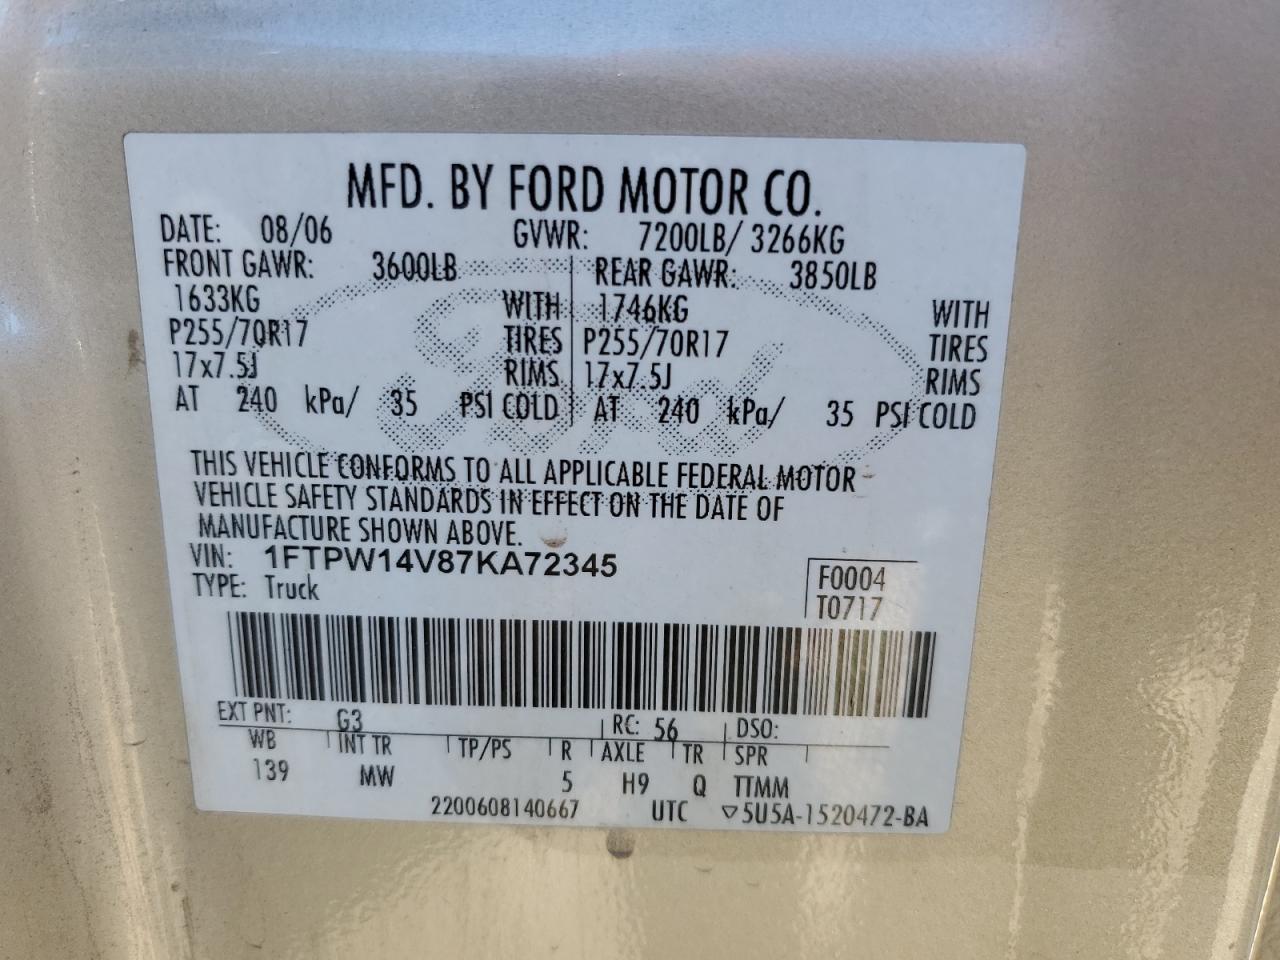 MFD. BY FORD MOTOR CO.
DATE: 08/06 GVWR: 7200LB/ 3266KG
FRONT GAWR: 3600LB REAR GAWR: 3850LB
1633KG WITH 1746KG WITH
P255/70R17 TIRES P255/70R17 TIRES
17x7.5J RIMS 17x7.5J RIMS
AT 240 kPa/ 35 PSI COLD AT 240 kPa/ 35 PSI COLD
Ford
THIS VEHICLE CONFORMS TO ALL APPLICABLE FEDERAL MOTOR
VEHICLE SAFETY STANDARDS IN EFFECT ON THE DATE OF
MANUFACTURE SHOWN ABOVE.
VIN: 1FTPW14V87KA72345
TYPE: Truck
F0004
T0717
EXT PNT: G3 RC: 56 DSO:
WB INT TR TP/PS R AXLE TR SPR
139 MW 5 H9 Q TTMM
2200608140667 UTC ▽5U5A-1520472-BA